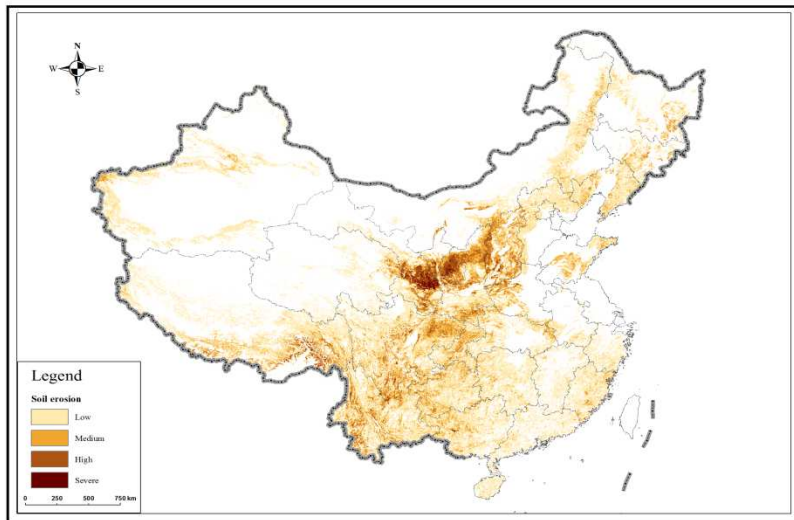 N
W E
S
Legend
Soil erosion
Low
Medium
High
Severe
0 250 500 750 km